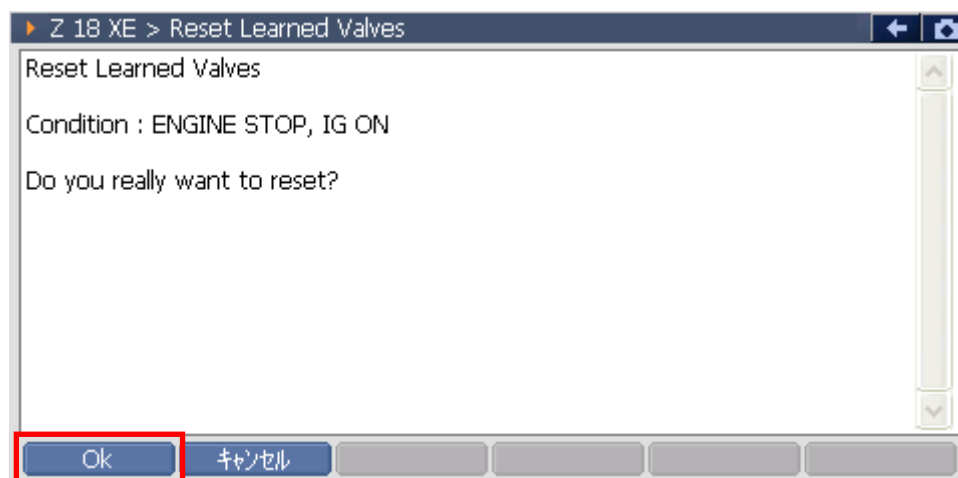 Z 18 XE > Reset Learned Valves
Reset Learned Valves
Condition : ENGINE STOP, IG ON
Do you really want to reset?
Ok
ｷｬﾝｾﾙ